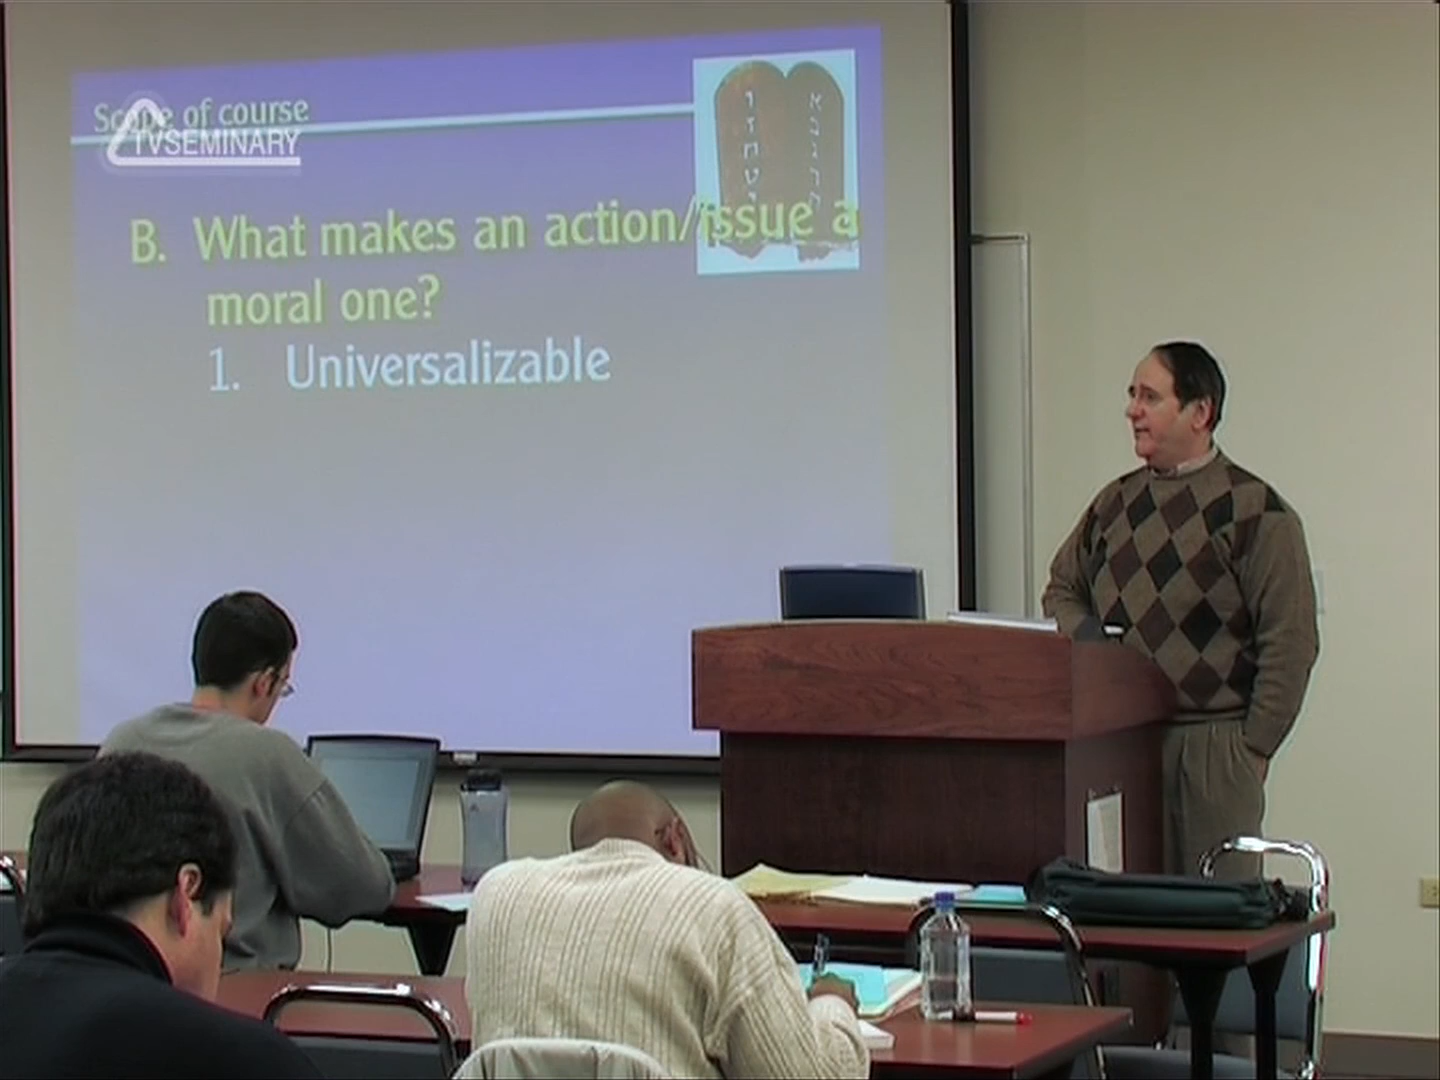 Scope of course
TVSEMINARY
B. What makes an action/issue a
moral one?
1. Universalizable